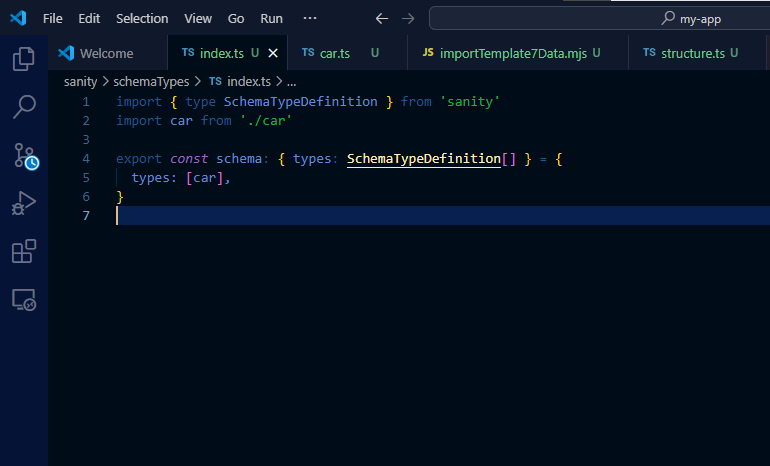 File Edit Selection View Go Run ··· ← → my-app
Welcome TS index.ts U × TS car.ts U JS importTemplate7Data.mjs U TS structure.ts U
sanity > schemaTypes > TS index.ts > ...
1 import { type SchemaTypeDefinition } from 'sanity'
2 import car from './car'
3
4 export const schema: { types: SchemaTypeDefinition[] } = {
5 types: [car],
6 }
7